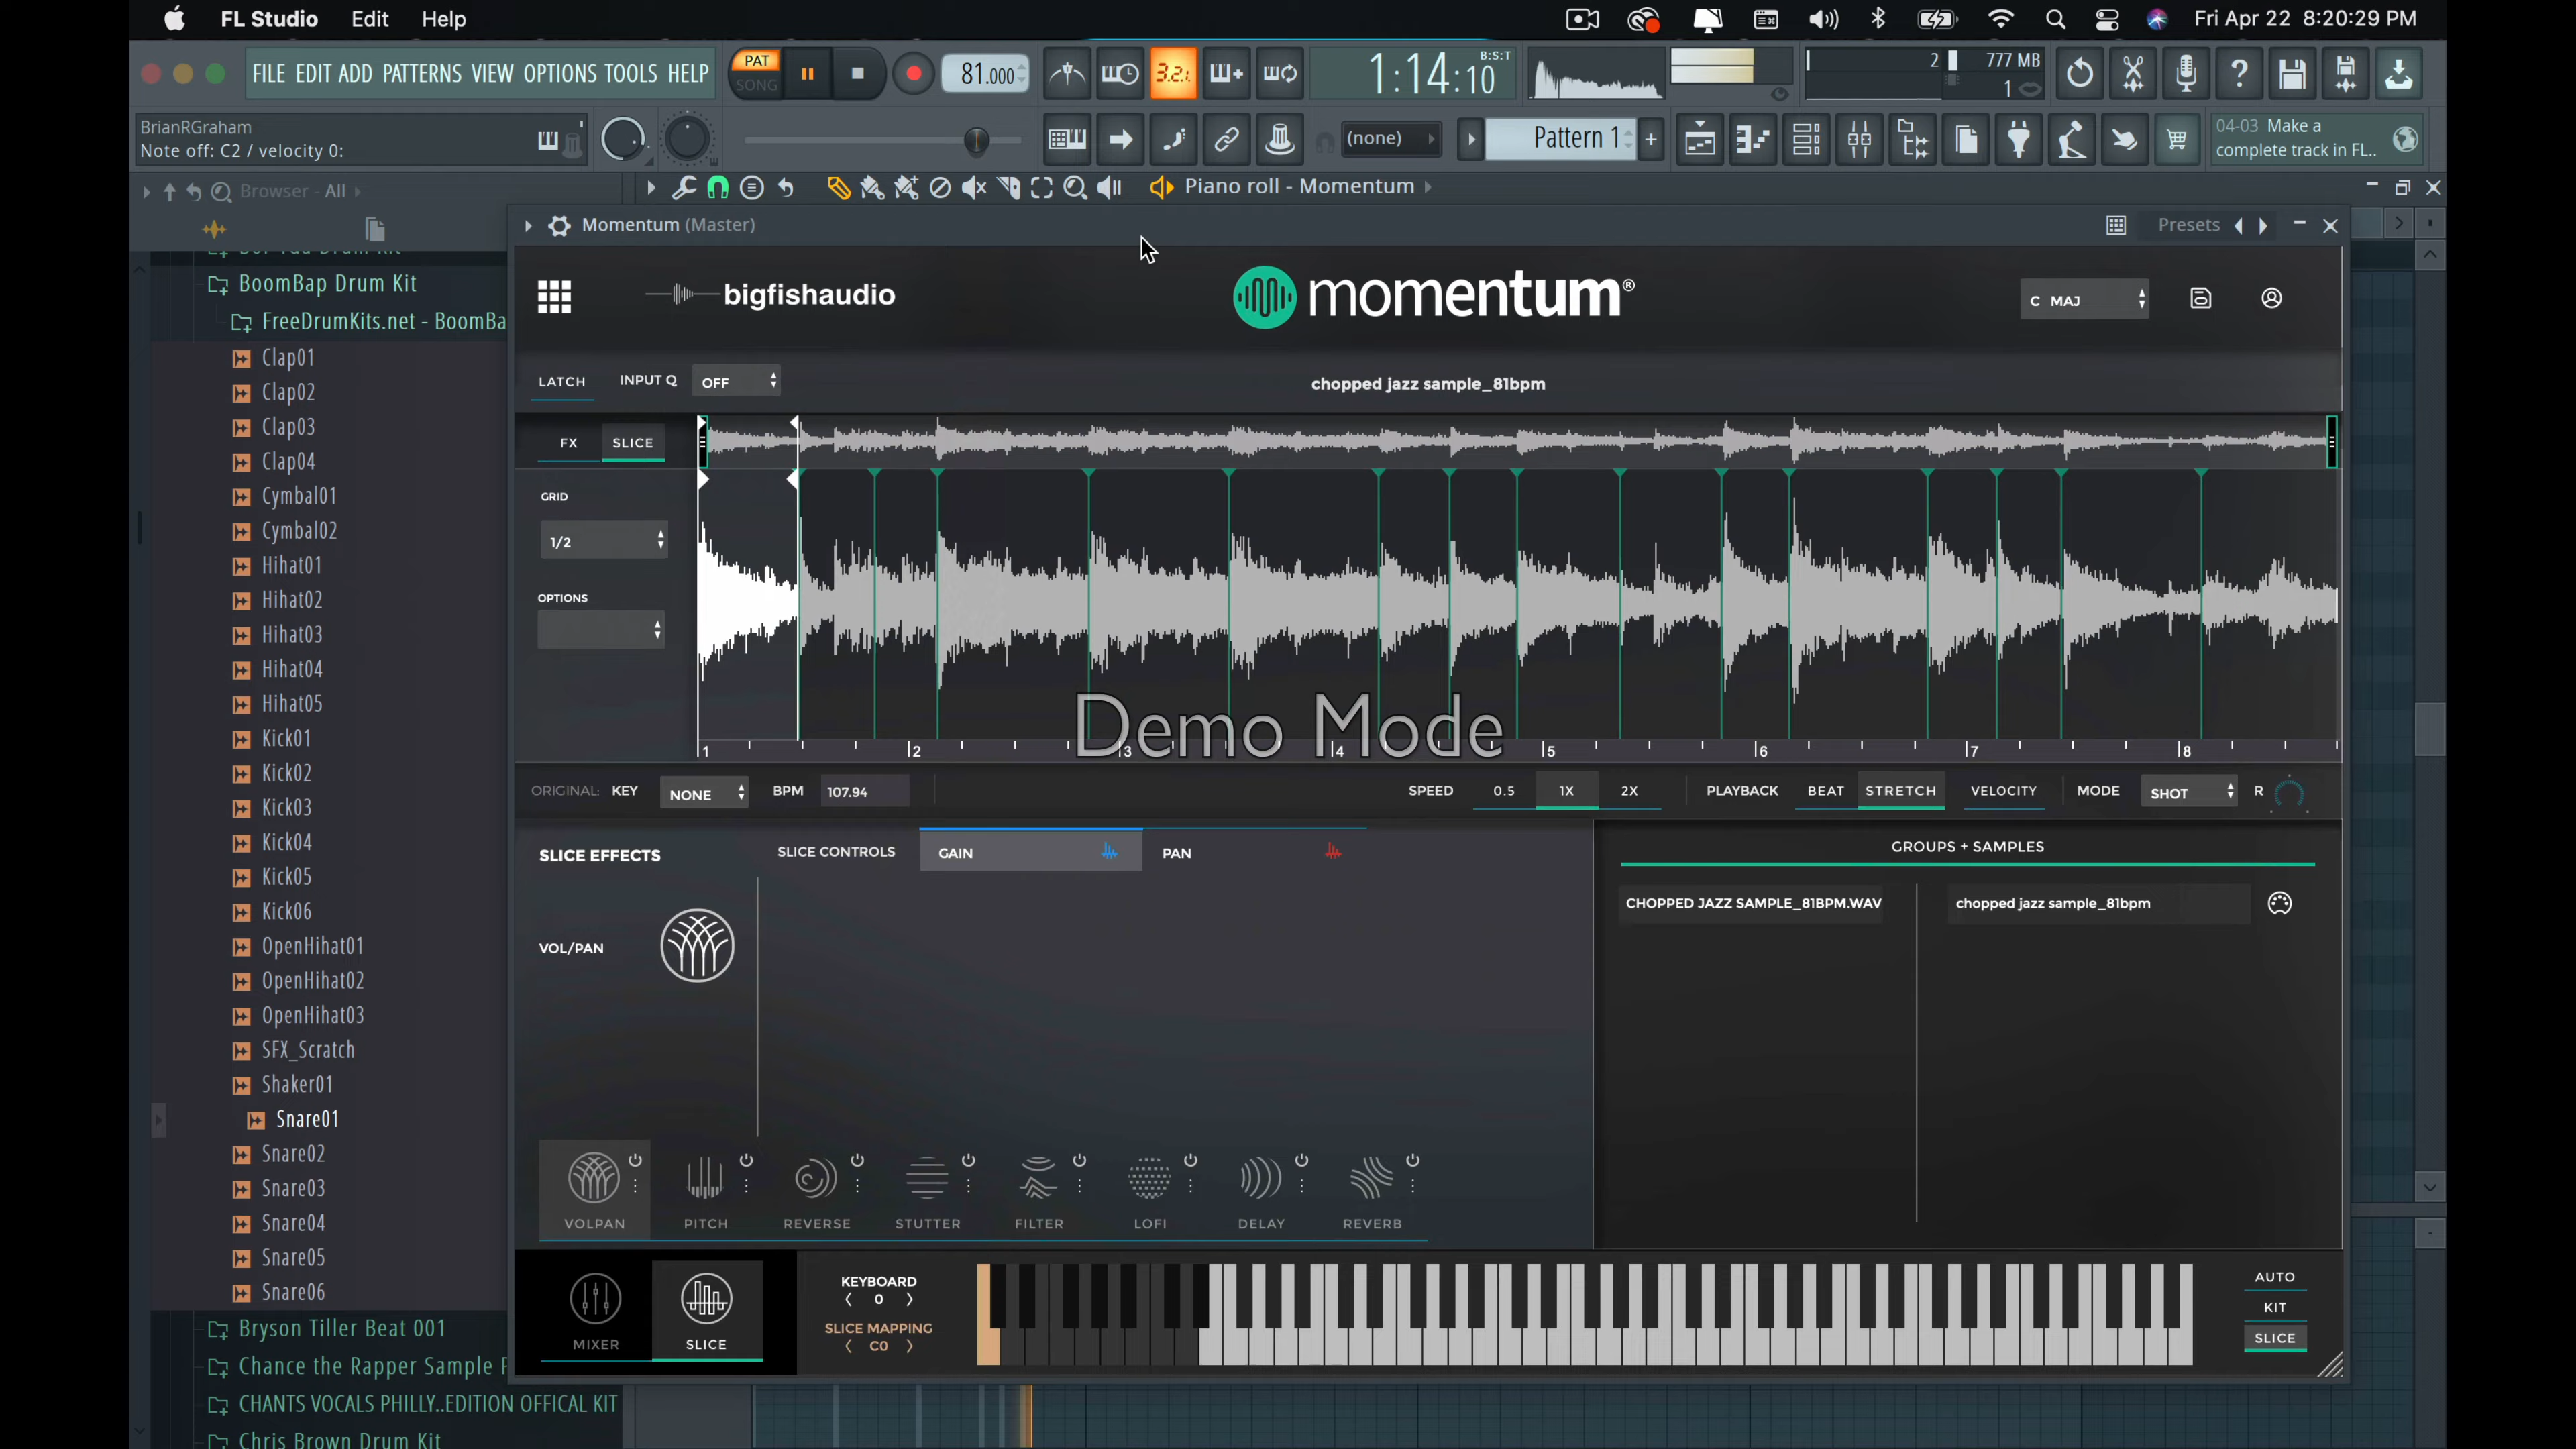 FL Studio Edit Help
Fri Apr 22 8:20:29 PM
FILE EDIT ADD PATTERNS VIEW OPTIONS TOOLS HELP
PAT
SONG
81.000
3.2.1
1:14:10
B:S:T
2
777 MB
1
BrianRGraham
Note off: C2 / velocity 0:
(none)
Pattern 1
04-03 Make a
complete track in FL..
Browser - All
Piano roll - Momentum
Momentum (Master)
Presets
BoomBap Drum Kit
FreeDrumKits.net - BoomBa
Clap01
Clap02
Clap03
Clap04
Cymbal01
Cymbal02
Hihat01
Hihat02
Hihat03
Hihat04
Hihat05
Kick01
Kick02
Kick03
Kick04
Kick05
Kick06
OpenHihat01
OpenHihat02
OpenHihat03
SFX_Scratch
Shaker01
Snare01
Snare02
Snare03
Snare04
Snare05
Snare06
Bryson Tiller Beat 001
Chance the Rapper Sample P
CHANTS VOCALS PHILLY..EDITION OFFICAL KIT
Chris Brown Drum Kit
bigfishaudio
momentum®
C MAJ
LATCH
INPUT Q
OFF
chopped jazz sample_81bpm
FX
SLICE
GRID
1/2
OPTIONS
Demo Mode
1 2 3 4 5 6 7 8
ORIGINAL: KEY NONE BPM 107.94
SPEED 0.5 1X 2X
PLAYBACK BEAT STRETCH VELOCITY
MODE SHOT R
SLICE EFFECTS
SLICE CONTROLS
GAIN
PAN
VOL/PAN
GROUPS + SAMPLES
CHOPPED JAZZ SAMPLE_81BPM.WAV
chopped jazz sample_81bpm
VOLPAN PITCH REVERSE STUTTER FILTER LOFI DELAY REVERB
MIXER
SLICE
KEYBOARD
0
SLICE MAPPING
C0
AUTO
KIT
SLICE